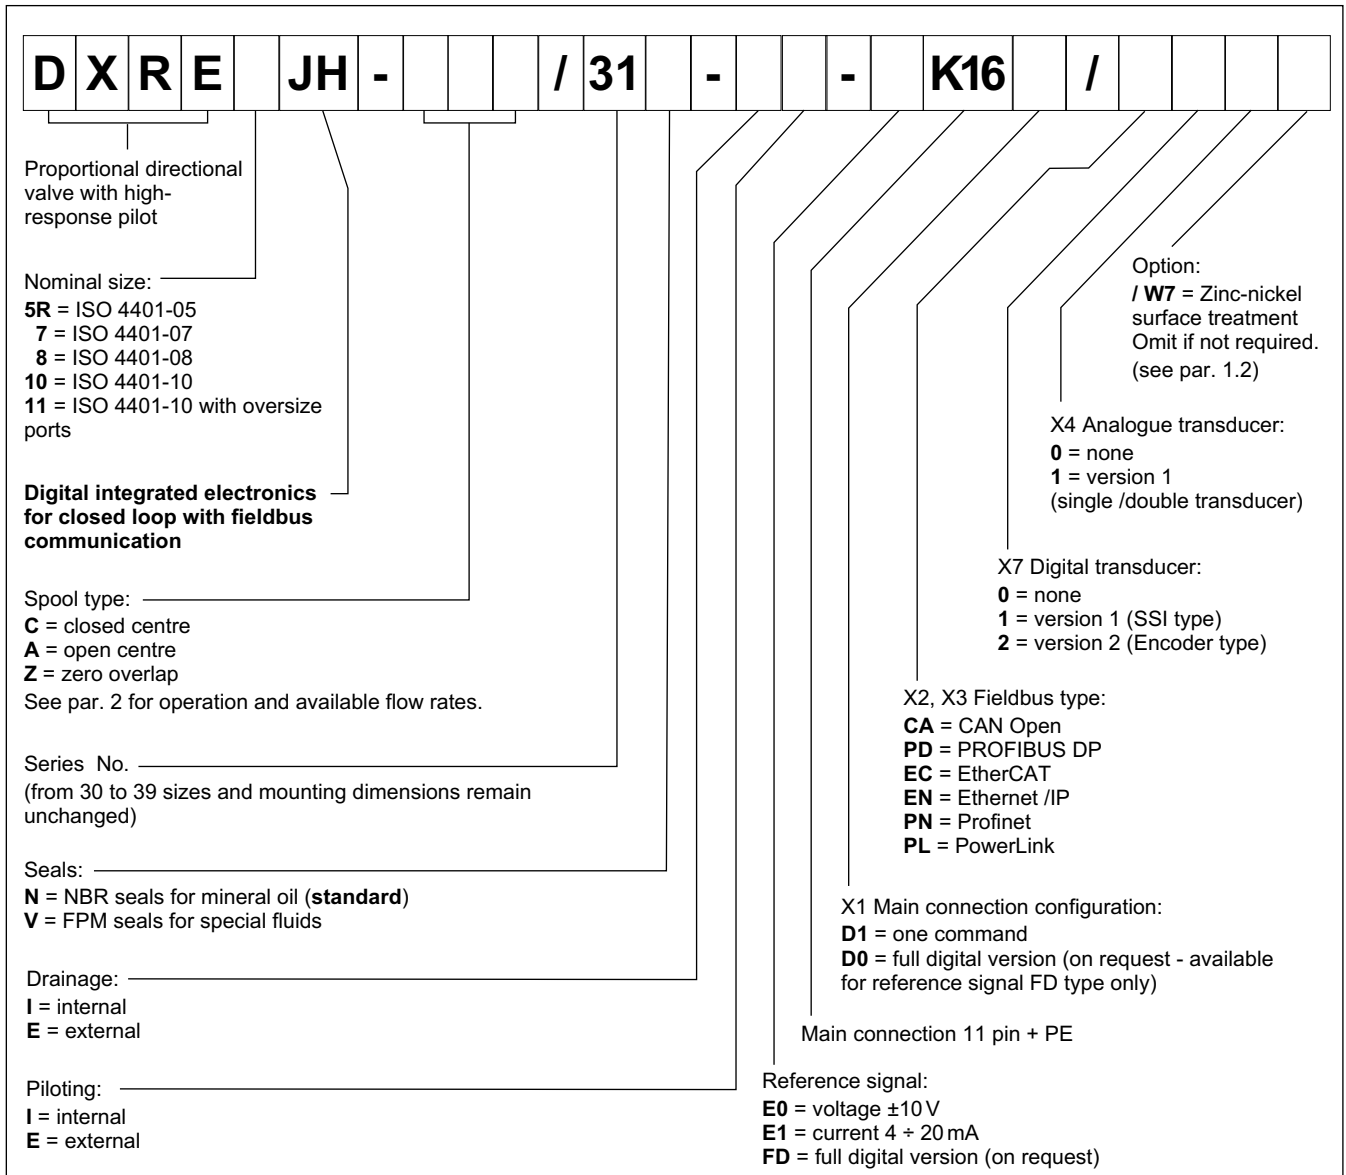 DXRE JH - / 31 - - K16 /
Proportional directional
valve with high-
response pilot
Nominal size:
5R = ISO 4401-05
7 = ISO 4401-07
8 = ISO 4401-08
10 = ISO 4401-10
11 = ISO 4401-10 with oversize
ports
Digital integrated electronics
for closed loop with fieldbus
communication
Spool type:
C = closed centre
A = open centre
Z = zero overlap
See par. 2 for operation and available flow rates.
Series No.
(from 30 to 39 sizes and mounting dimensions remain
unchanged)
Seals:
N = NBR seals for mineral oil (standard)
V = FPM seals for special fluids
Drainage:
I = internal
E = external
Piloting:
I = internal
E = external
Option:
/ W7 = Zinc-nickel
surface treatment
Omit if not required.
(see par. 1.2)
X4 Analogue transducer:
0 = none
1 = version 1
(single /double transducer)
X7 Digital transducer:
0 = none
1 = version 1 (SSI type)
2 = version 2 (Encoder type)
X2, X3 Fieldbus type:
CA = CAN Open
PD = PROFIBUS DP
EC = EtherCAT
EN = Ethernet /IP
PN = Profinet
PL = PowerLink
X1 Main connection configuration:
D1 = one command
D0 = full digital version (on request - available
for reference signal FD type only)
Main connection 11 pin + PE
Reference signal:
E0 = voltage ±10 V
E1 = current 4 ÷ 20 mA
FD = full digital version (on request)